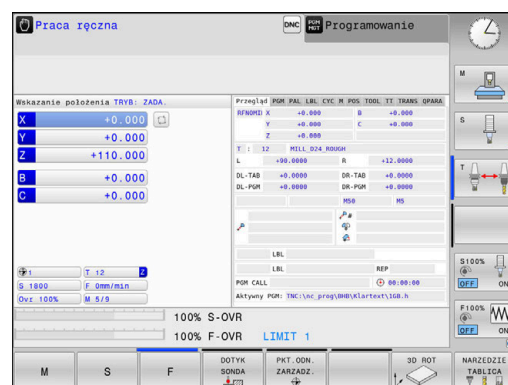 Praca ręczna
DNC
PGM MGT
Programowanie
Wskazanie położenia TRYB: ZADA.
X +0.000
Y +0.000
Z +110.000
B +0.000
C +0.000
1
T 12 Z
S 1800
F 0mm/min
Ovr 100%
M 5/9
Przegląd PGM PAL LBL CYC M POS TOOL TT TRANS QPARA
RFNOMIN X +0.000 B +0.000
Y +0.000 C +0.000
Z +0.000
T : 12 MILL_D24_ROUGH
L +90.0000 R +12.0000
DL-TAB +0.0000 DR-TAB +0.0000
DL-PGM +0.0000 DR-PGM +0.0000
M50 M5
LBL
LBL REP
PGM CALL 00:00:00
Aktywny PGM: TNC:\nc_prog\BHB\Klartext\1GB.h
100% S-OVR
100% F-OVR LIMIT 1
M
S
F
DOTYK SONDA
PKT.ODN. ZARZADZ.
3D ROT
NARZEDZIE TABLICA
M
S
T
S100%
OFF ON
F100%
OFF ON